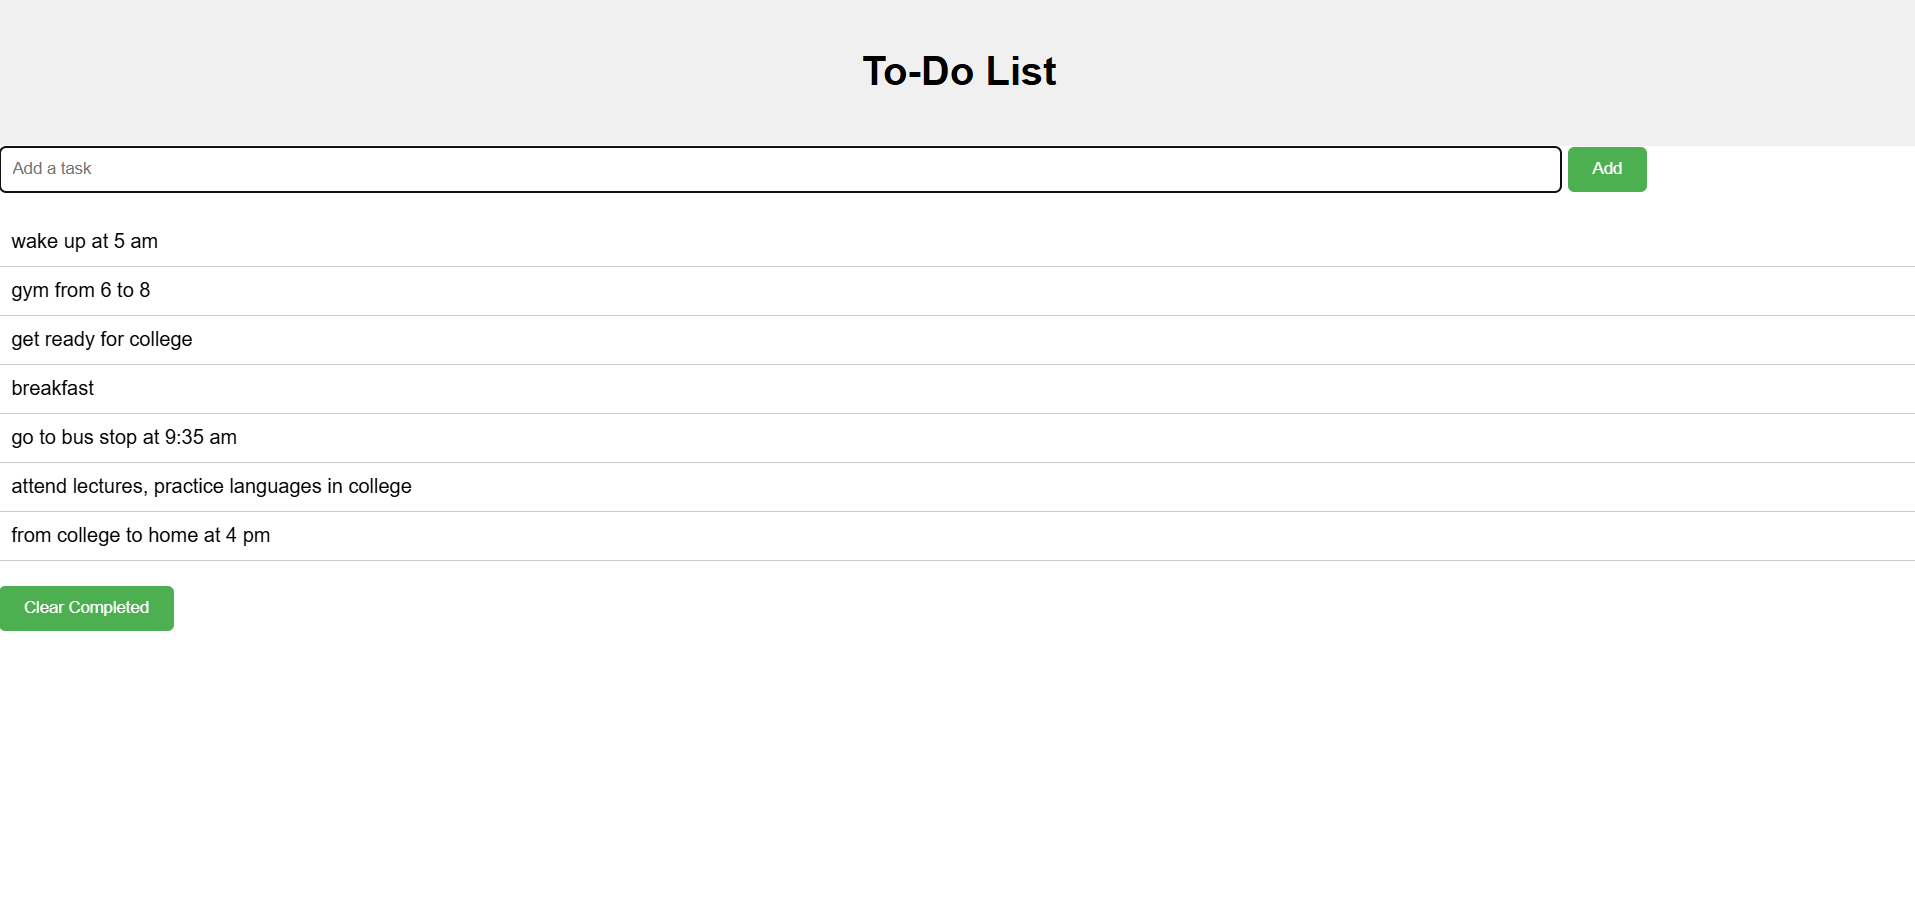 To-Do List
Add a task
Add
wake up at 5 am
gym from 6 to 8
get ready for college
breakfast
go to bus stop at 9:35 am
attend lectures, practice languages in college
from college to home at 4 pm
Clear Completed